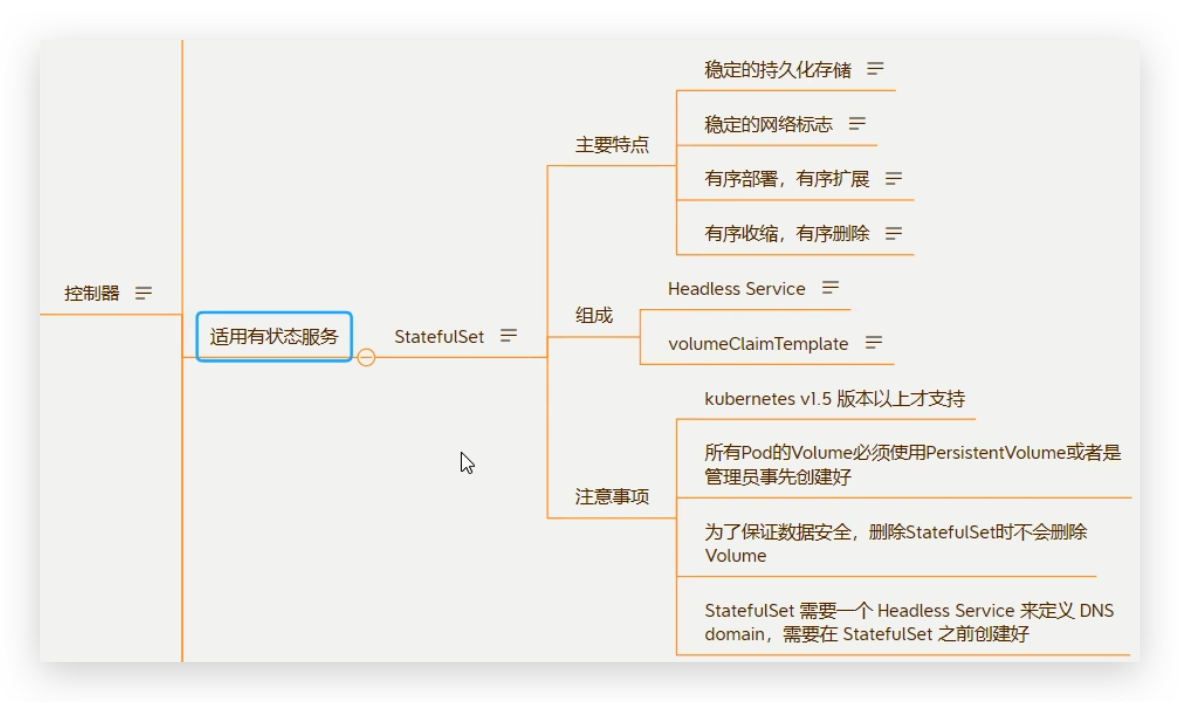 控制器
适用有状态服务
StatefulSet
主要特点
稳定的持久化存储
稳定的网络标志
有序部署，有序扩展
有序收缩，有序删除
组成
Headless Service
volumeClaimTemplate
注意事项
kubernetes v1.5 版本以上才支持
所有Pod的Volume必须使用PersistentVolume或者是
管理员事先创建好
为了保证数据安全，删除StatefulSet时不会删除
Volume
StatefulSet 需要一个 Headless Service 来定义 DNS
domain，需要在 StatefulSet 之前创建好